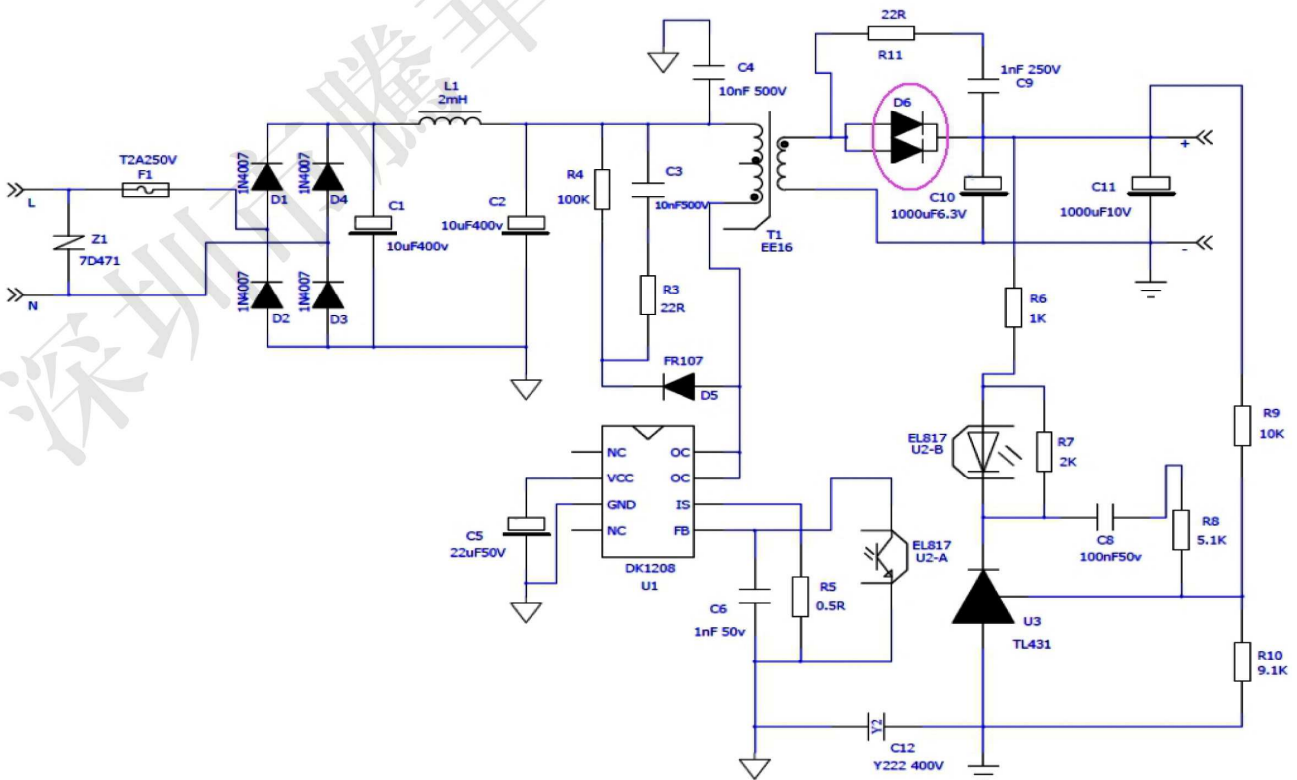 22R
R11
1nF 250V
C9
C4
10nF 500V
D6
L1
2mH
T2A250V
F1
1N4007
D1
1N4007
D4
L
Z1
7D471
N
C1
10uF400v
C2
10uF400v
R4
100K
C3
10nF500V
T1
EE16
C10
1000uF6.3V
C11
1000uF10V
+
-
1N4007
D2
1N4007
D3
R3
22R
R6
1K
FR107
D5
NC
OC
VCC
OC
GND
IS
NC
FB
DK1208
U1
C5
22uF50V
EL817
U2-B
R7
2K
R9
10K
C8
100nF50v
R8
5.1K
EL817
U2-A
C6
1nF 50v
R5
0.5R
U3
TL431
R10
9.1K
Y2
C12
Y222 400V
深圳市騰